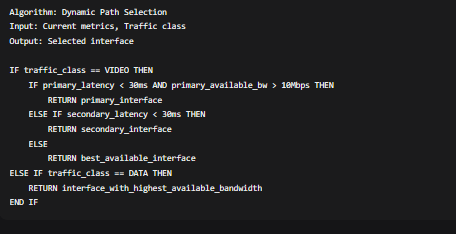 Algorithm: Dynamic Path Selection
Input: Current metrics, Traffic class
Output: Selected interface

IF traffic_class == VIDEO THEN
    IF primary_latency < 30ms AND primary_available_bw > 10Mbps THEN
        RETURN primary_interface
    ELSE IF secondary_latency < 30ms THEN
        RETURN secondary_interface
    ELSE
        RETURN best_available_interface
ELSE IF traffic_class == DATA THEN
    RETURN interface_with_highest_available_bandwidth
END IF